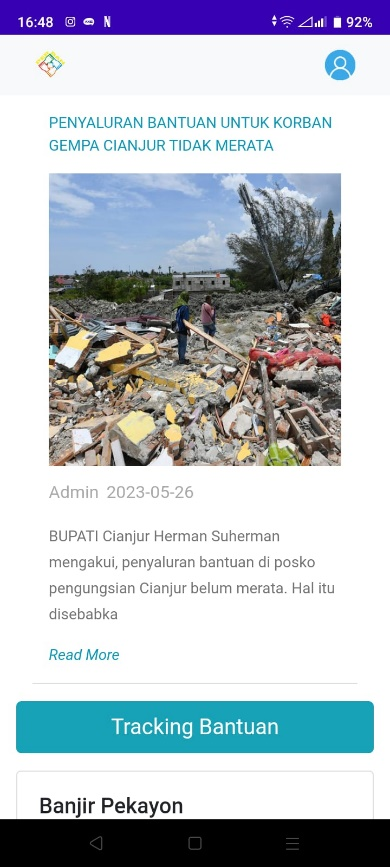 16:48
92%
PENYALURAN BANTUAN UNTUK KORBAN
GEMPA CIANJUR TIDAK MERATA
Admin 2023-05-26
BUPATI Cianjur Herman Suherman
mengakui, penyaluran bantuan di posko
pengungsian Cianjur belum merata. Hal itu
disebabka
Read More
Tracking Bantuan
Banjir Pekayon